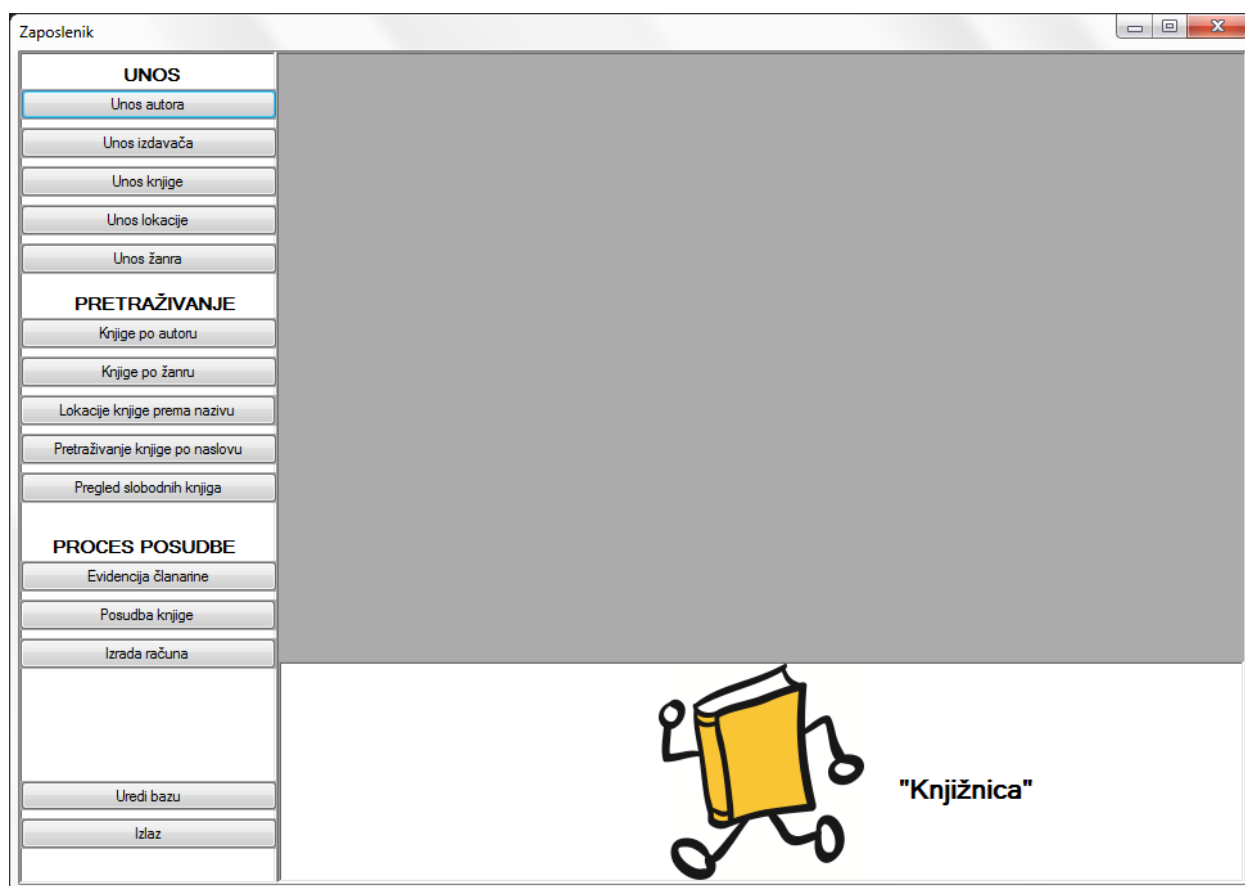 Zaposlenik
UNOS
Unos autora
Unos izdavača
Unos knjige
Unos lokacije
Unos žanra
PRETRAŽIVANJE
Knjige po autoru
Knjige po žanru
Lokacije knjige prema nazivu
Pretraživanje knjige po naslovu
Pregled slobodnih knjiga
PROCES POSUDBE
Evidencija članarine
Posudba knjige
Izrada računa
Uredi bazu
Izlaz
"Knjižnica"